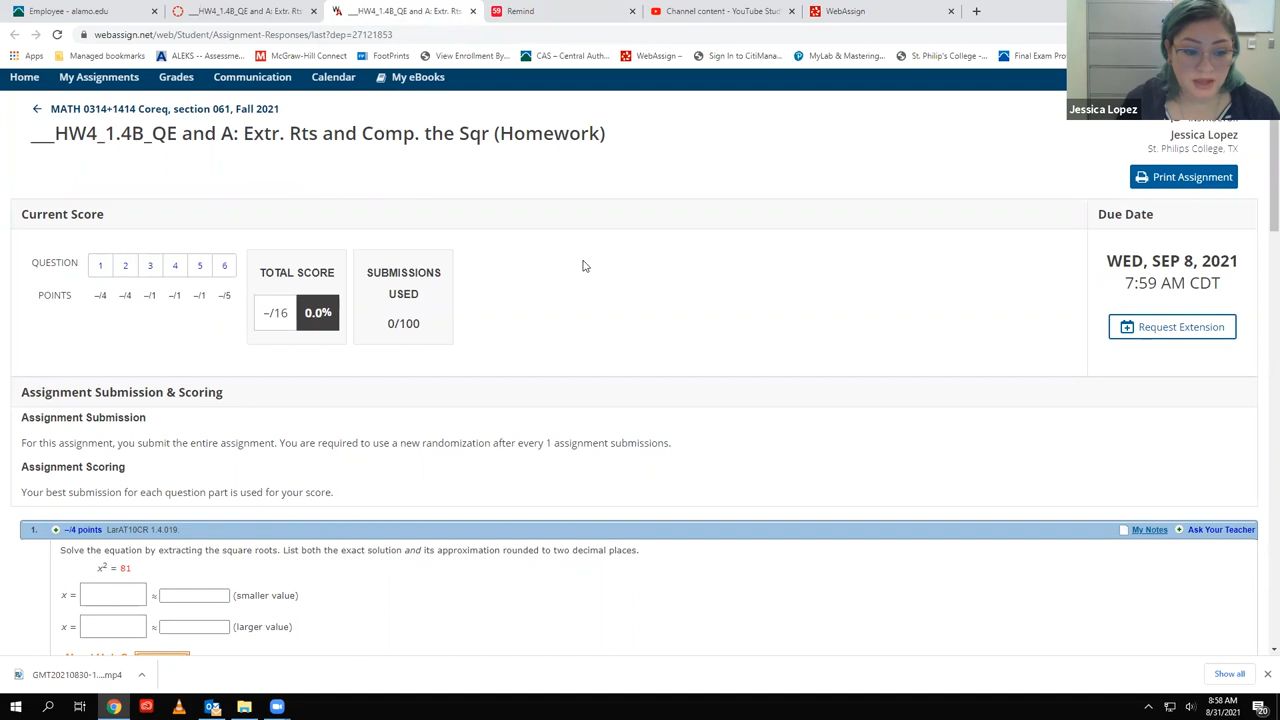 Employee - alamo.edu
___HW4_1.4B_QE and A: Extr. Rts
___HW4_1.4B_QE and A: Extr. Rts
59 Remind
Channel content - YouTube Stud
WebAssign
webassign.net/web/Student/Assignment-Responses/last?dep=27121853
Apps Managed bookmarks ALEKS -- Assessme... McGraw-Hill Connect FootPrints View Enrollment By... CAS – Central Auth... WebAssign – Sign In to CitiMana... MyLab & Mastering... St. Philip's College -... Final Exam Pro
Home My Assignments Grades Communication Calendar My eBooks
Jessica Lopez
MATH 0314+1414 Coreq, section 061, Fall 2021
___HW4_1.4B_QE and A: Extr. Rts and Comp. the Sqr (Homework)
Jessica Lopez
St. Philips College, TX
Print Assignment
Current Score
Due Date
QUESTION 1 2 3 4 5 6
POINTS –/4 –/4 –/1 –/1 –/1 –/5
TOTAL SCORE
–/16 0.0%
SUBMISSIONS
USED
0/100
WED, SEP 8, 2021
7:59 AM CDT
Request Extension
Assignment Submission & Scoring
Assignment Submission
For this assignment, you submit the entire assignment. You are required to use a new randomization after every 1 assignment submissions.
Assignment Scoring
Your best submission for each question part is used for your score.
1. –/4 points LarAT10CR 1.4.019. My Notes Ask Your Teacher
Solve the equation by extracting the square roots. List both the exact solution and its approximation rounded to two decimal places.
x² = 81
x = ≈ (smaller value)
x = ≈ (larger value)
GMT20210830-1....mp4
Show all
8:58 AM
8/31/2021
20